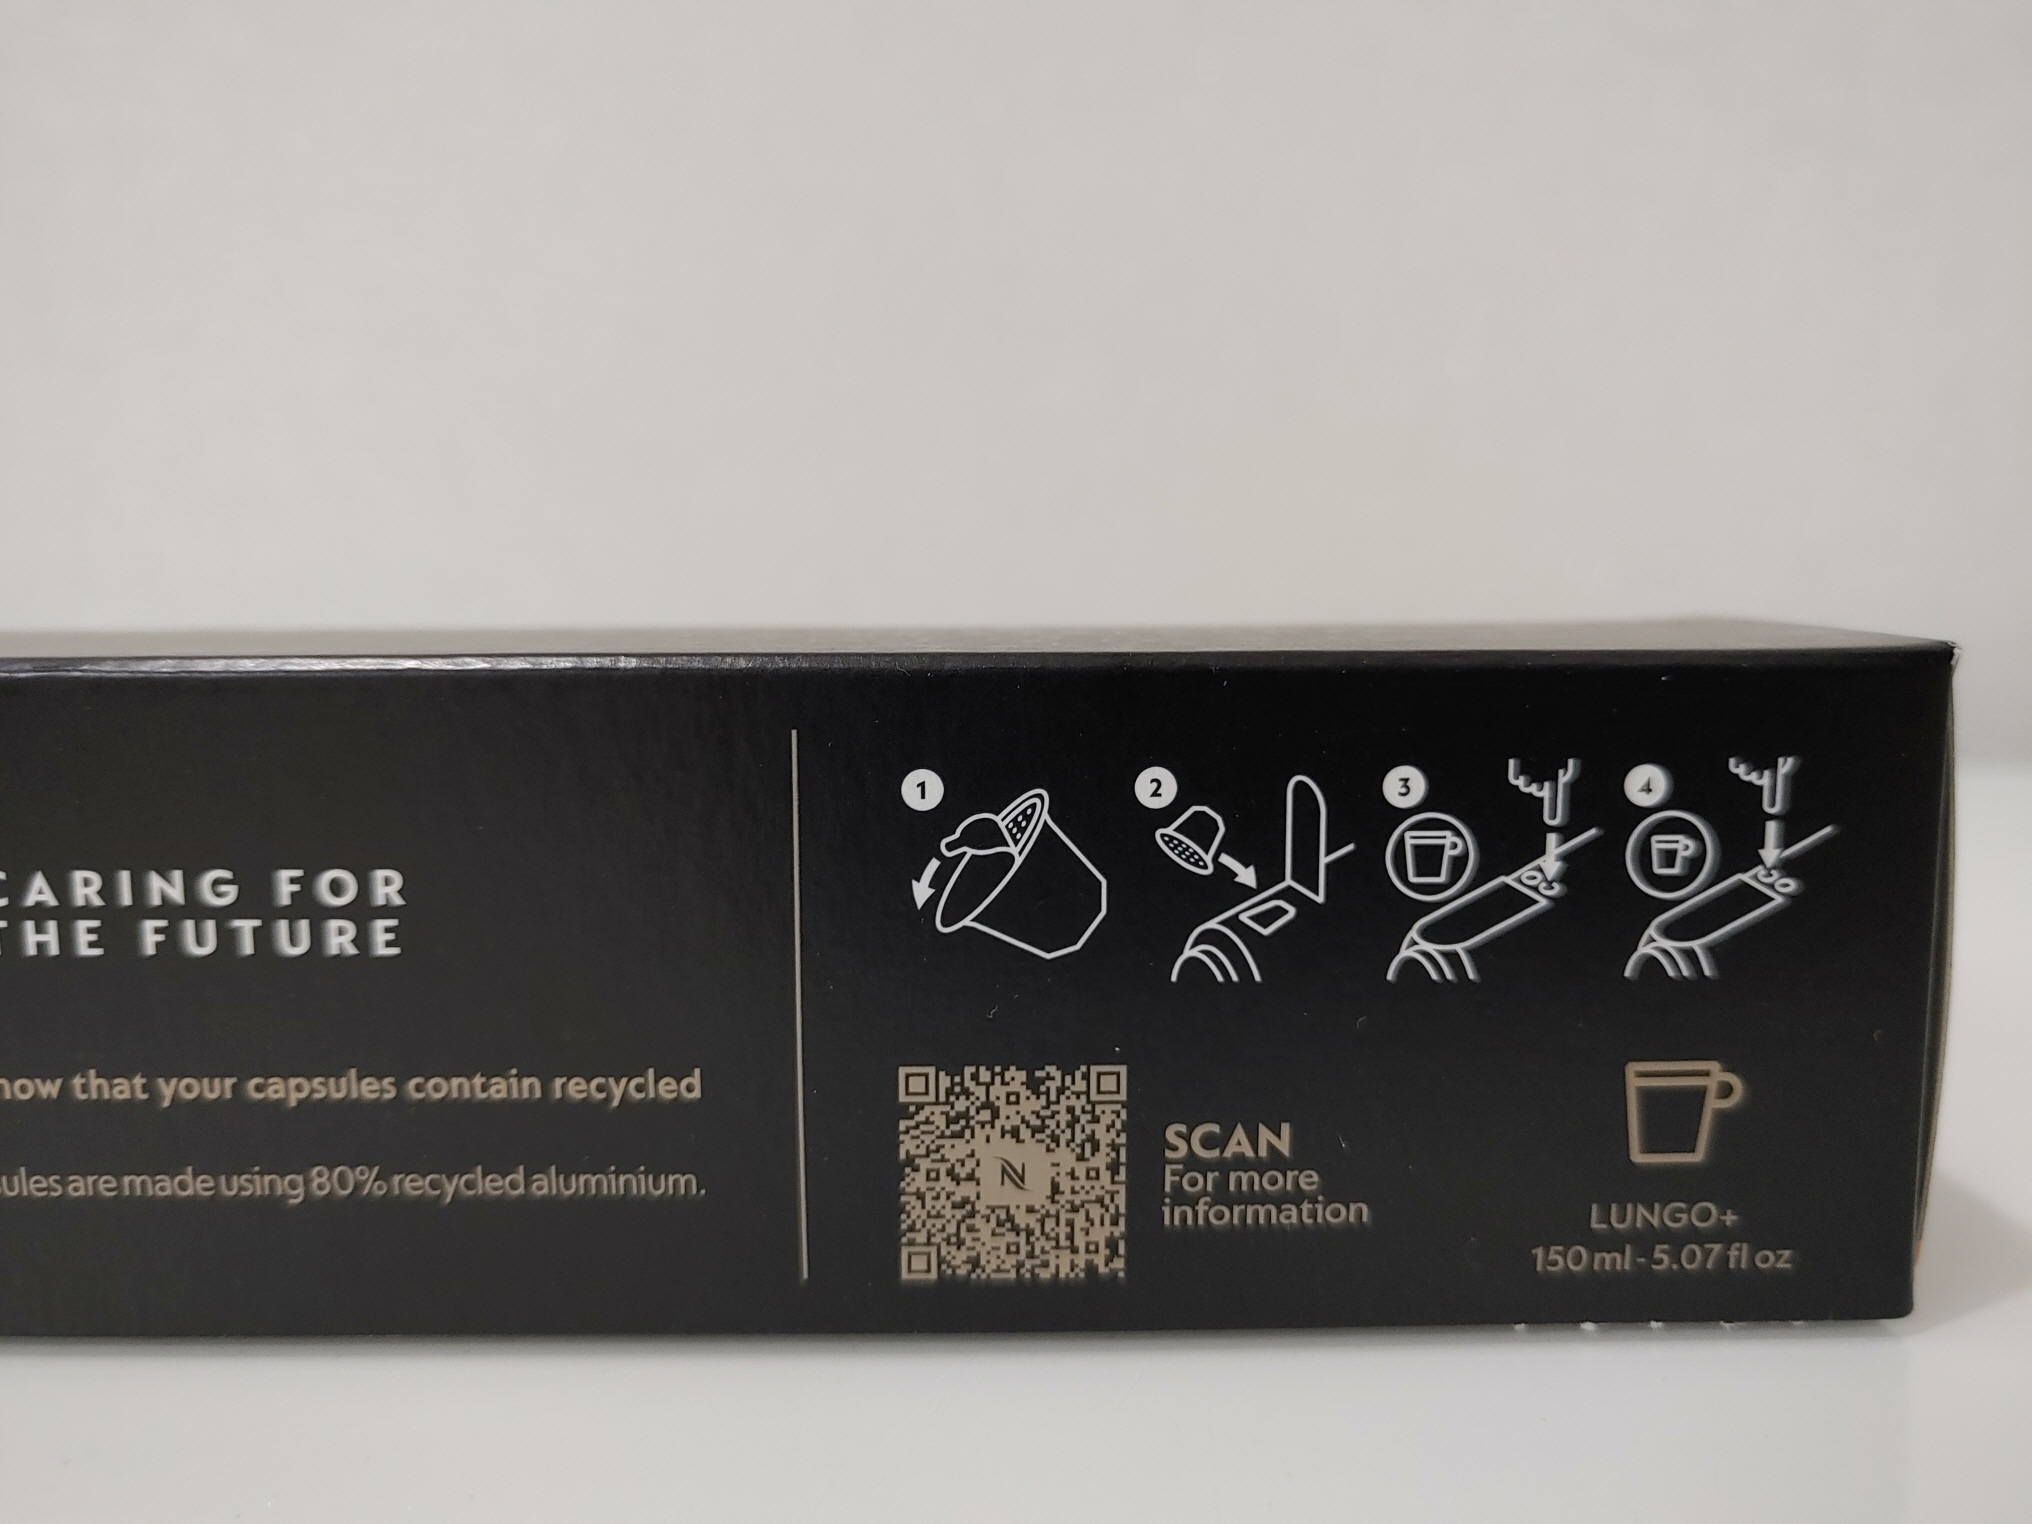 CARING FOR
THE FUTURE
now that your capsules contain recycled
sules are made using 80% recycled aluminium.
1
2
3
4
SCAN
For more
information
LUNGO+
150 ml - 5.07 fl oz